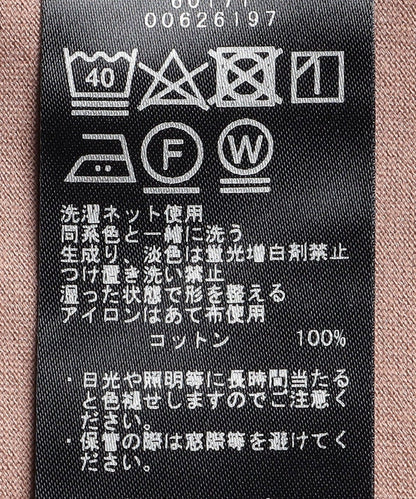 00626197
40
F W
洗濯ネット使用
同系色と一緒に洗う
生成り、淡色は蛍光増白剤禁止
つけ置き洗い禁止
湿った状態で形を整える
アイロンはあて布使用
コットン 100%
・日光や照明等に長時間当たる
と色褪せしますのでご注意く
ださい。
・保管の際は窓際等を避けてく
ださい。